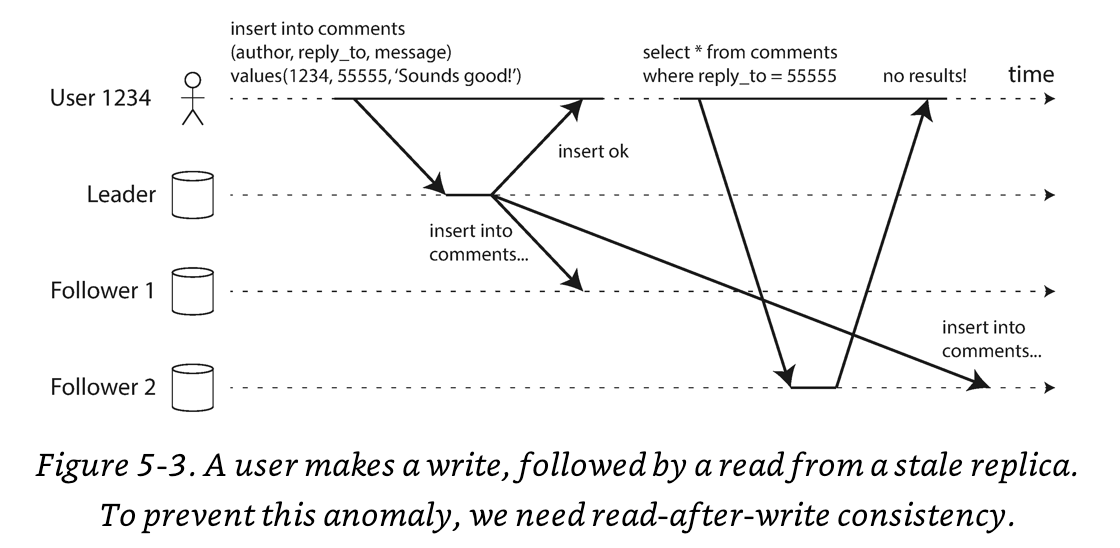 insert into comments
(author, reply_to, message)
values(1234, 55555, ‘Sounds good!’)
select * from comments
where reply_to = 55555
no results!
time
User 1234
insert ok
Leader
insert into
comments...
Follower 1
insert into
comments...
Follower 2
Figure 5-3. A user makes a write, followed by a read from a stale replica.
To prevent this anomaly, we need read-after-write consistency.